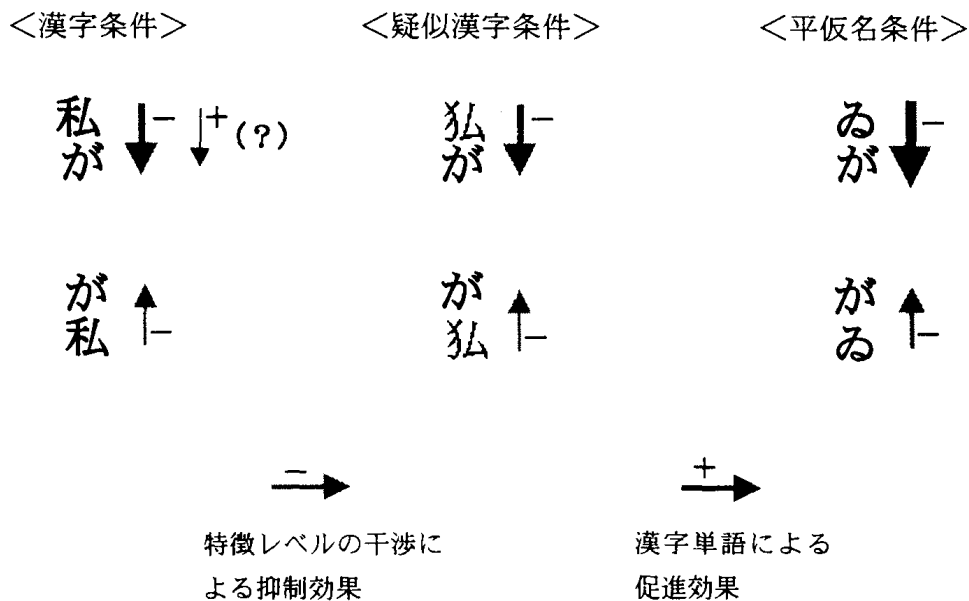 <漢字条件>
<疑似漢字条件>
<平仮名条件>
私
が
－
＋(?)
が
－
ゐ
が
－
が
私
－
が
－
が
ゐ
－
－
特徴レベルの干渉に
よる抑制効果
＋
漢字単語による
促進効果